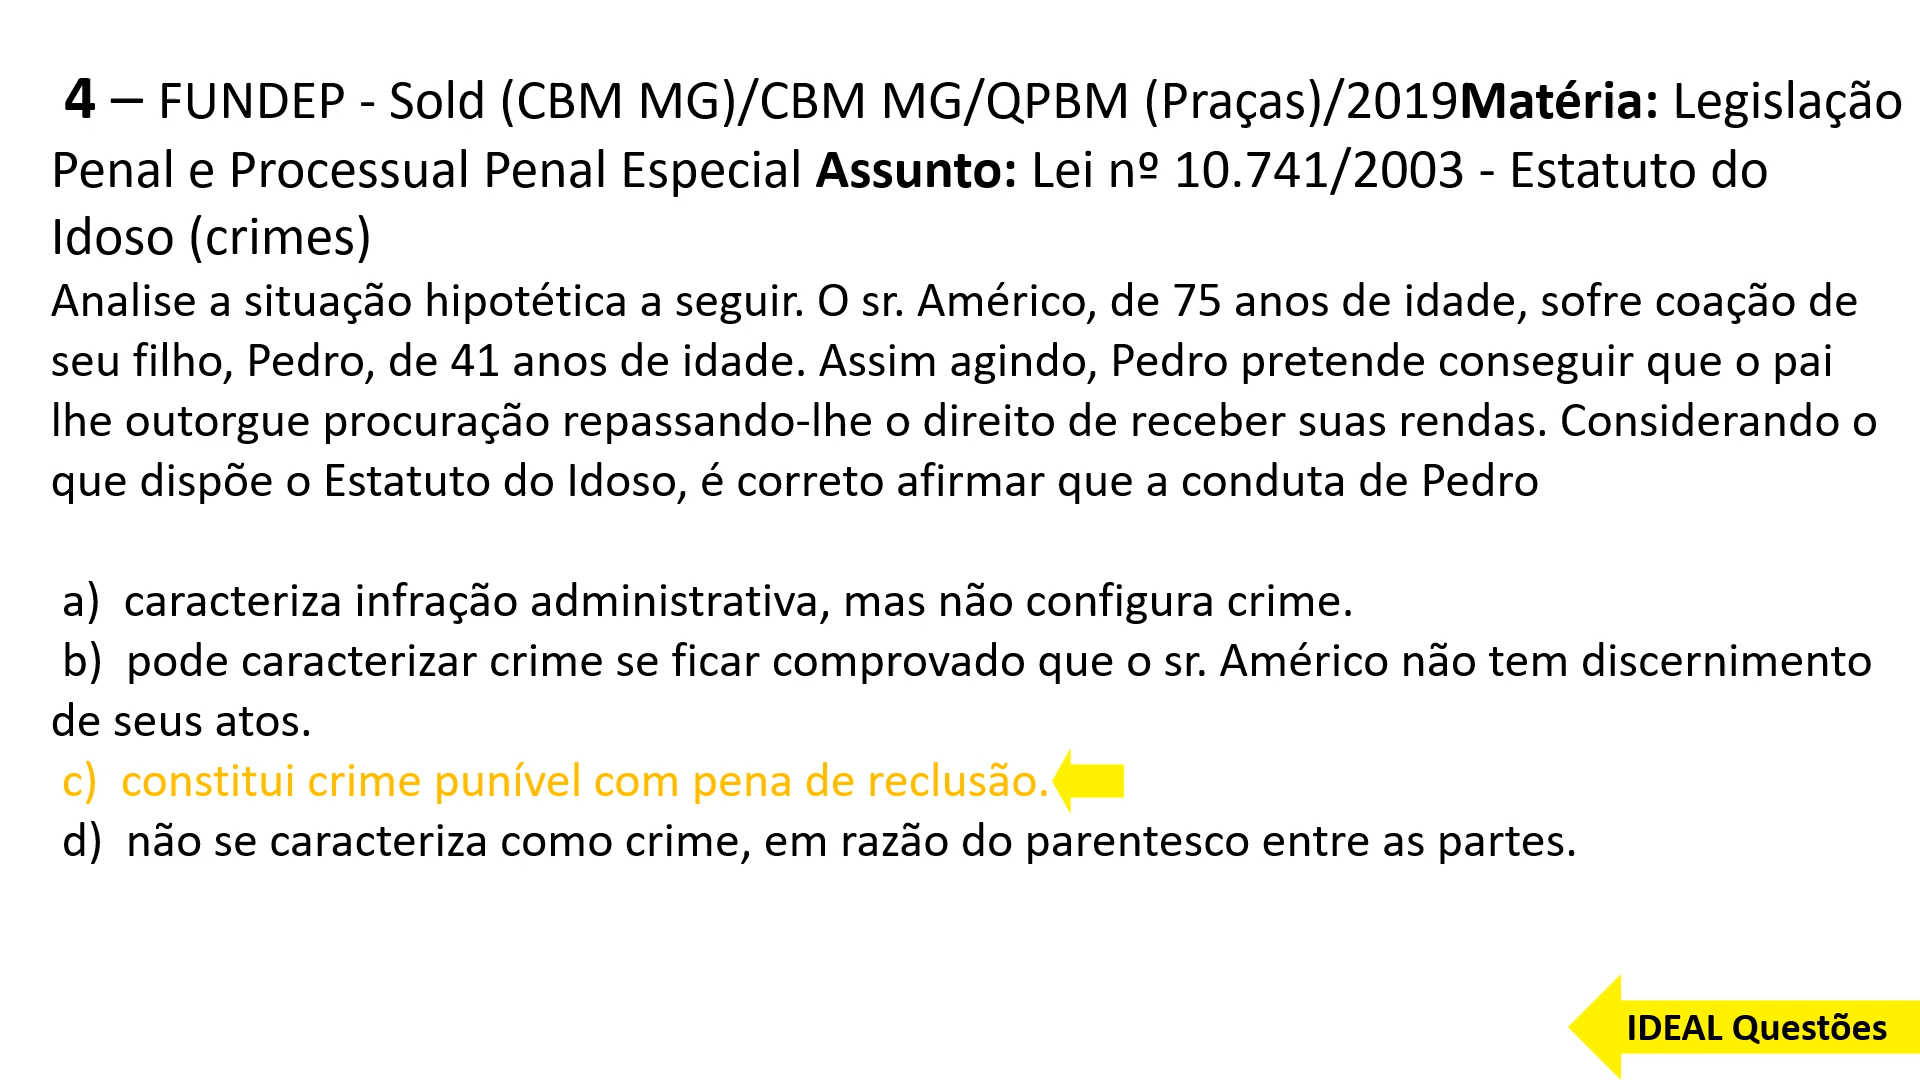 4 – FUNDEP - Sold (CBM MG)/CBM MG/QPBM (Praças)/2019Matéria: Legislação
Penal e Processual Penal Especial Assunto: Lei nº 10.741/2003 - Estatuto do
Idoso (crimes)
Analise a situação hipotética a seguir. O sr. Américo, de 75 anos de idade, sofre coação de
seu filho, Pedro, de 41 anos de idade. Assim agindo, Pedro pretende conseguir que o pai
lhe outorgue procuração repassando-lhe o direito de receber suas rendas. Considerando o
que dispõe o Estatuto do Idoso, é correto afirmar que a conduta de Pedro
a) caracteriza infração administrativa, mas não configura crime.
b) pode caracterizar crime se ficar comprovado que o sr. Américo não tem discernimento
de seus atos.
c) constitui crime punível com pena de reclusão.
d) não se caracteriza como crime, em razão do parentesco entre as partes.
IDEAL Questões